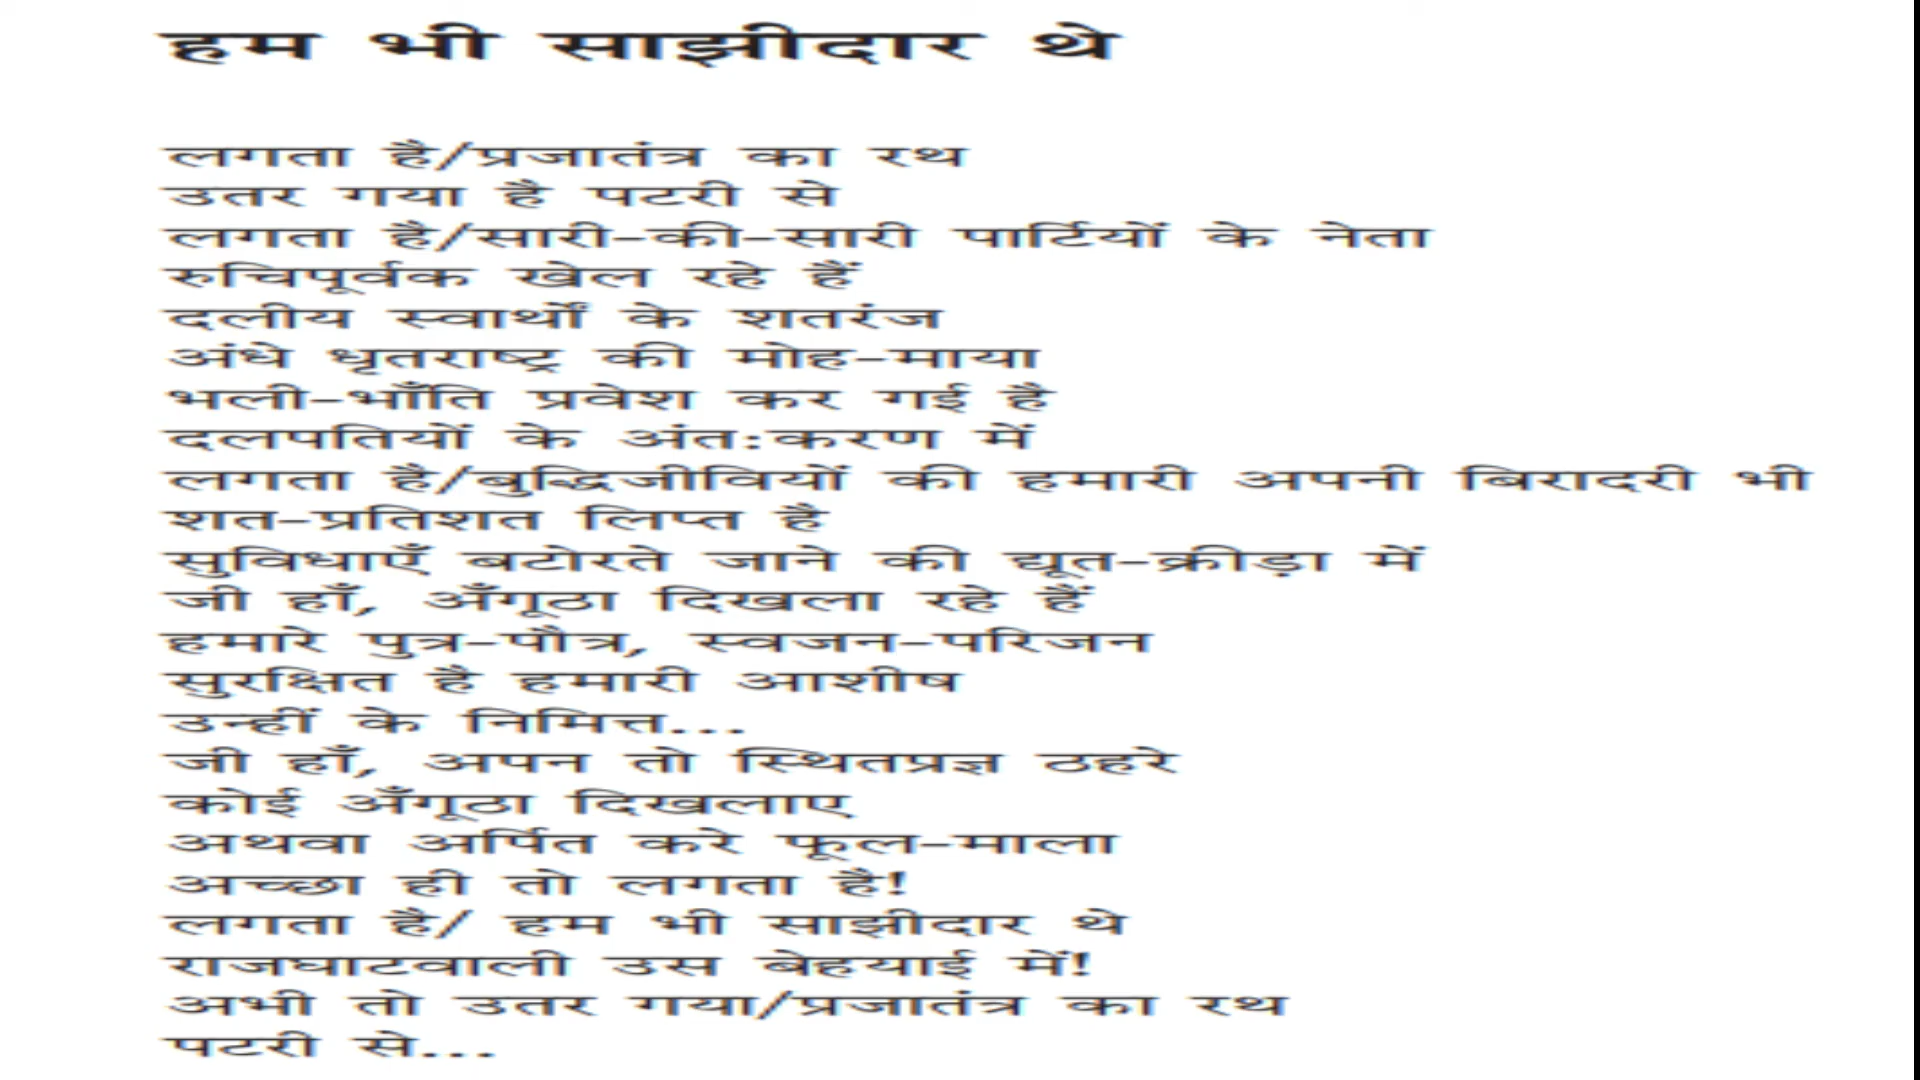 हम भी साझीदार थे
लगता है/प्रजातंत्र का रथ
उतर गया है पटरी से
लगता है/सारी-की-सारी पार्टियों के नेता
रुचिपूर्वक खेल रहे हैं
दलीय स्वार्थों के शतरंज
अंधे धृतराष्ट्र की मोह-माया
भली-भाँति प्रवेश कर गई है
दलपतियों के अंत:करण में
लगता है/बुद्धिजीवियों की हमारी अपनी बिरादरी भी
शत-प्रतिशत लिप्त है
सुविधाएँ बटोरते जाने की द्यूत-क्रीड़ा में
जी हाँ, अँगूठा दिखला रहे हैं
हमारे पुत्र-पौत्र, स्वजन-परिजन
सुरक्षित है हमारी आशीष
उन्हीं के निमित्त...
जी हाँ, अपन तो स्थितप्रज्ञ ठहरे
कोई अँगूठा दिखलाए
अथवा अर्पित करे फूल-माला
अच्छा ही तो लगता है!
लगता है/ हम भी साझीदार थे
राजघाटवाली उस बेहयाई में!
अभी तो उतर गया/प्रजातंत्र का रथ
पटरी से...